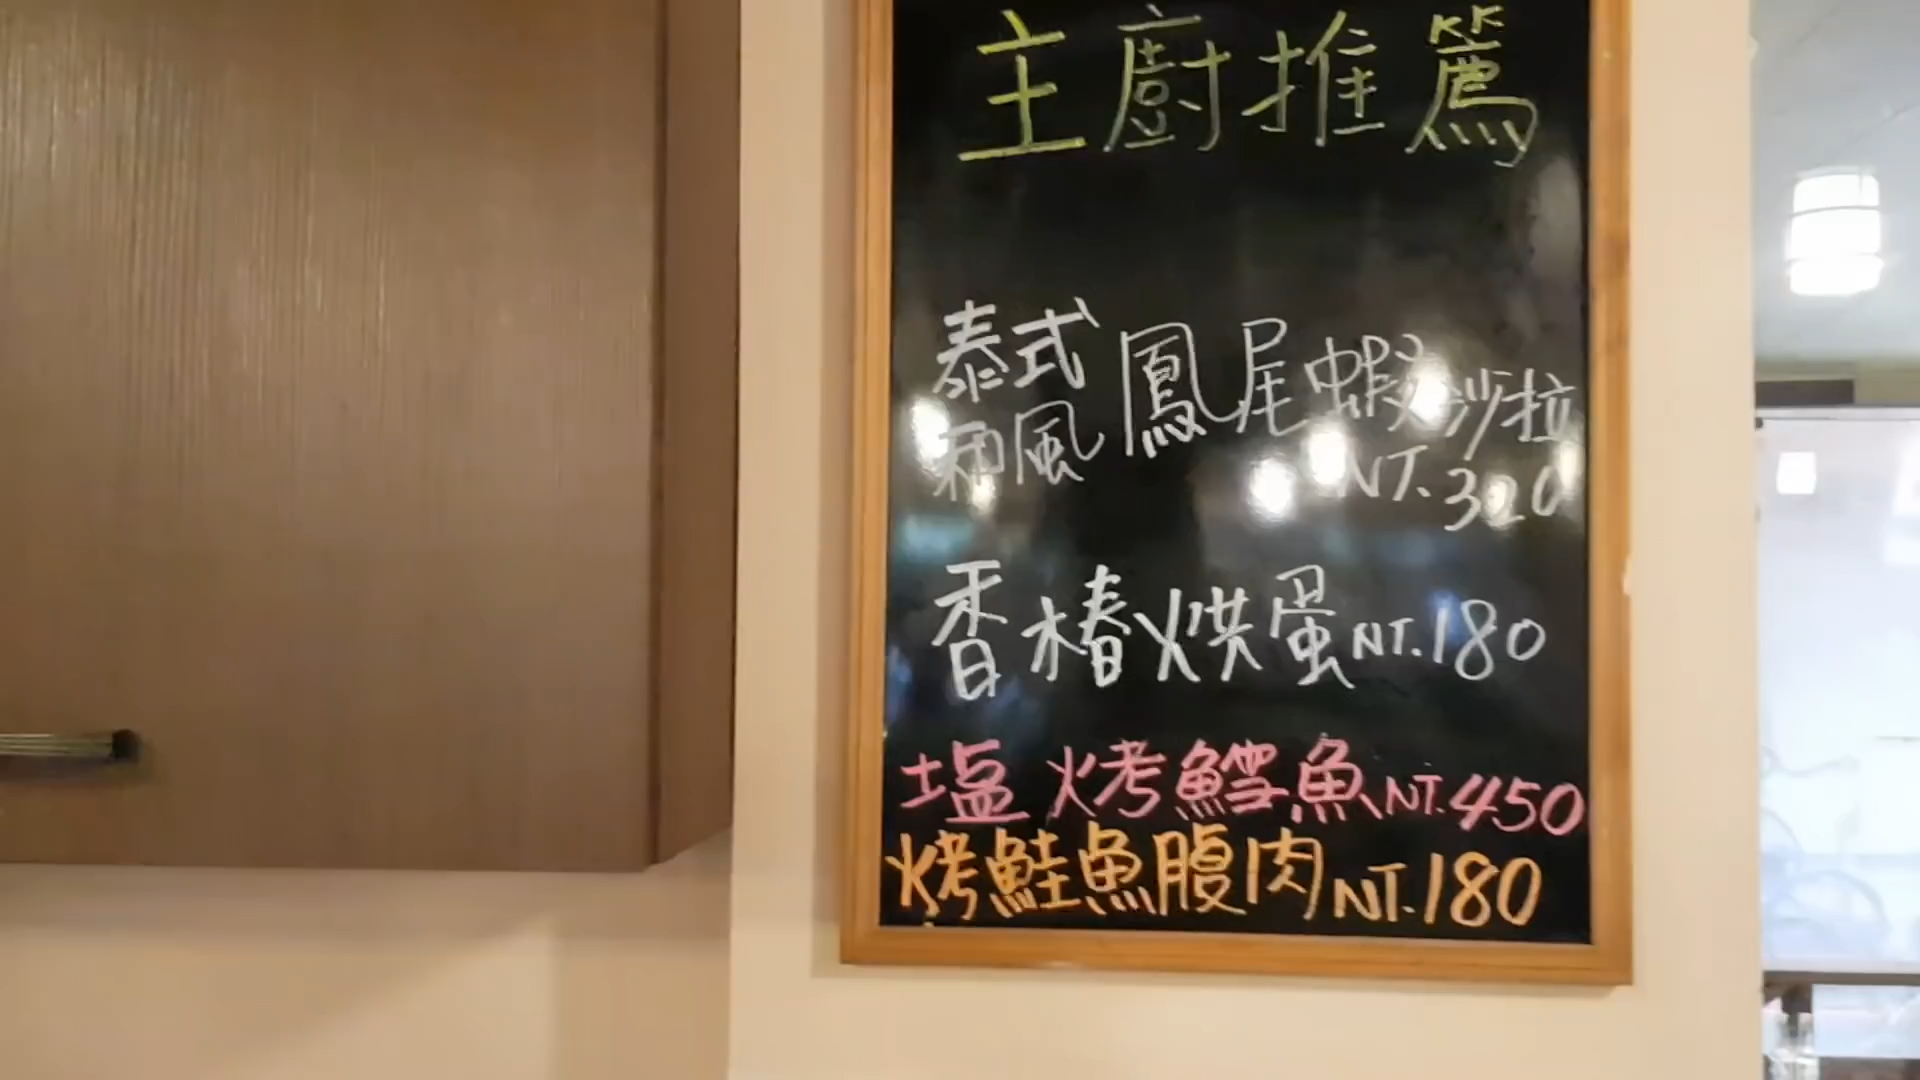 主廚推薦
泰式
和風 鳳尾蝦沙拉
NT.320
香椿烘蛋 NT.180
塩烤鱈魚 NT.450
烤鮭魚腹肉 NT.180